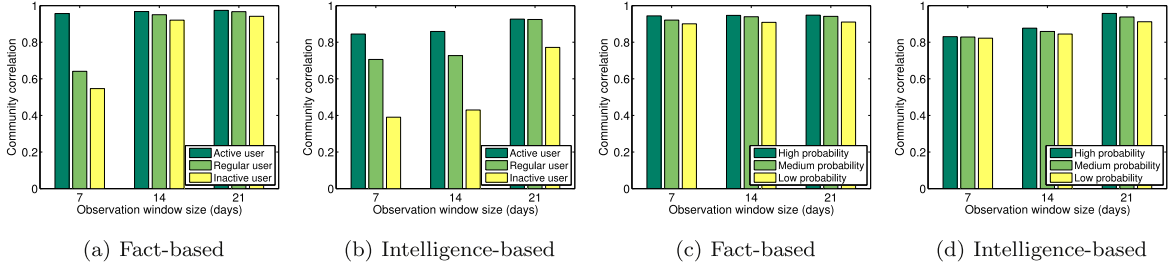 Community correlation
1
0.8
0.6
0.4
0.2
0
7
14
21
Observation window size (days)
Active user
Regular user
Inactive user
(a) Fact-based
Community correlation
1
0.8
0.6
0.4
0.2
0
7
14
21
Observation window size (days)
Active user
Regular user
Inactive user
(b) Intelligence-based
Community correlation
1
0.8
0.6
0.4
0.2
0
7
14
21
Observation window size (days)
High probability
Medium probability
Low probability
(c) Fact-based
Community correlation
1
0.8
0.6
0.4
0.2
0
7
14
21
Observation window size (days)
High probability
Medium probability
Low probability
(d) Intelligence-based